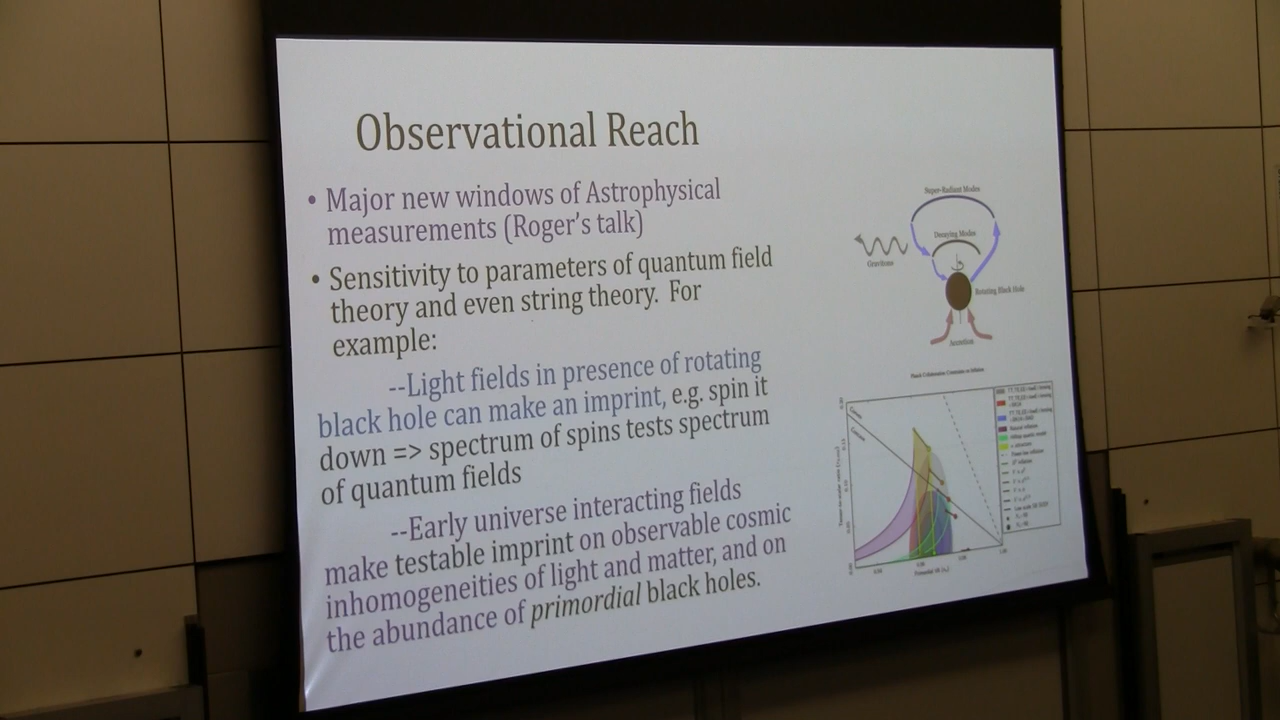 Observational Reach
• Major new windows of Astrophysical
measurements (Roger's talk)
• Sensitivity to parameters of quantum field
theory and even string theory. For
example:
--Light fields in presence of rotating
black hole can make an imprint, e.g. spin it
down => spectrum of spins tests spectrum
of quantum fields
--Early universe interacting fields
make testable imprint on observable cosmic
inhomogeneities of light and matter, and on
the abundance of primordial black holes.
Super-Radiant Modes
Decaying Modes
Gravitons
Rotating Black Hole
Accretion